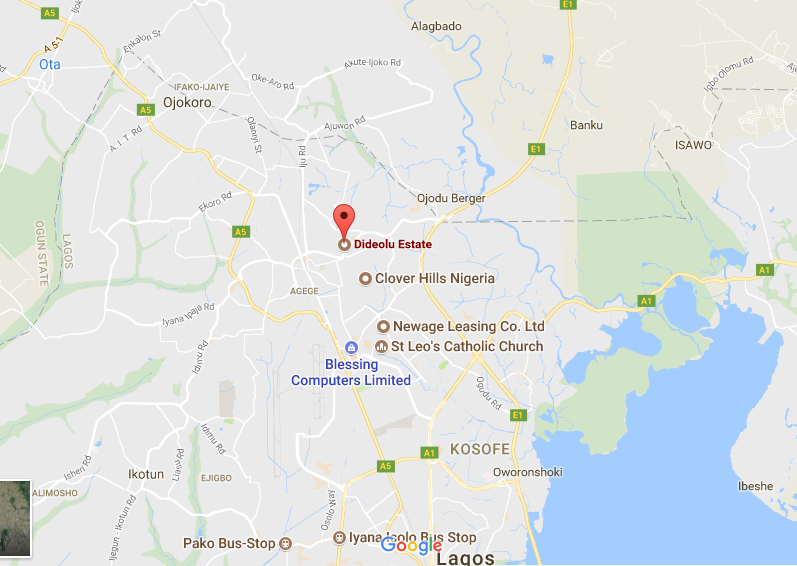 A5
Ijok
E1
Alagbado
Enkalon St
A 5-1
Ota
Akute-Ijoko Rd
Oke-Aro Rd
IFAKO-IJAIYE
Ojokoro
A5
A. I. T. Rd
Olaniyi St
Iju Rd
Ajuwon Rd
Igbo Olomu Rd
Banku
ISAWO
E1
Ekoro Rd
Ojodu Berger
OGUN STATE
LAGOS
A5
Dideolu Estate
A1
Clover Hills Nigeria
AGEGE
A1
Iyana Ipaja Rd
Newage Leasing Co. Ltd
St Leo's Catholic Church
Idimu Rd
Blessing
Computers Limited
Ogudu Rd
E1
Idimu Rd
A1
KOSOFE
Isheri Rd
Liasu Rd
A5
Oworonshoki
Ikotun
EJIGBO
ALIMOSHO
Ibeshe
Osolo Way
Ijegun - Ikotun Rd
Pako Bus-Stop
Iyana Isolo Bus Stop
Google
Lagos